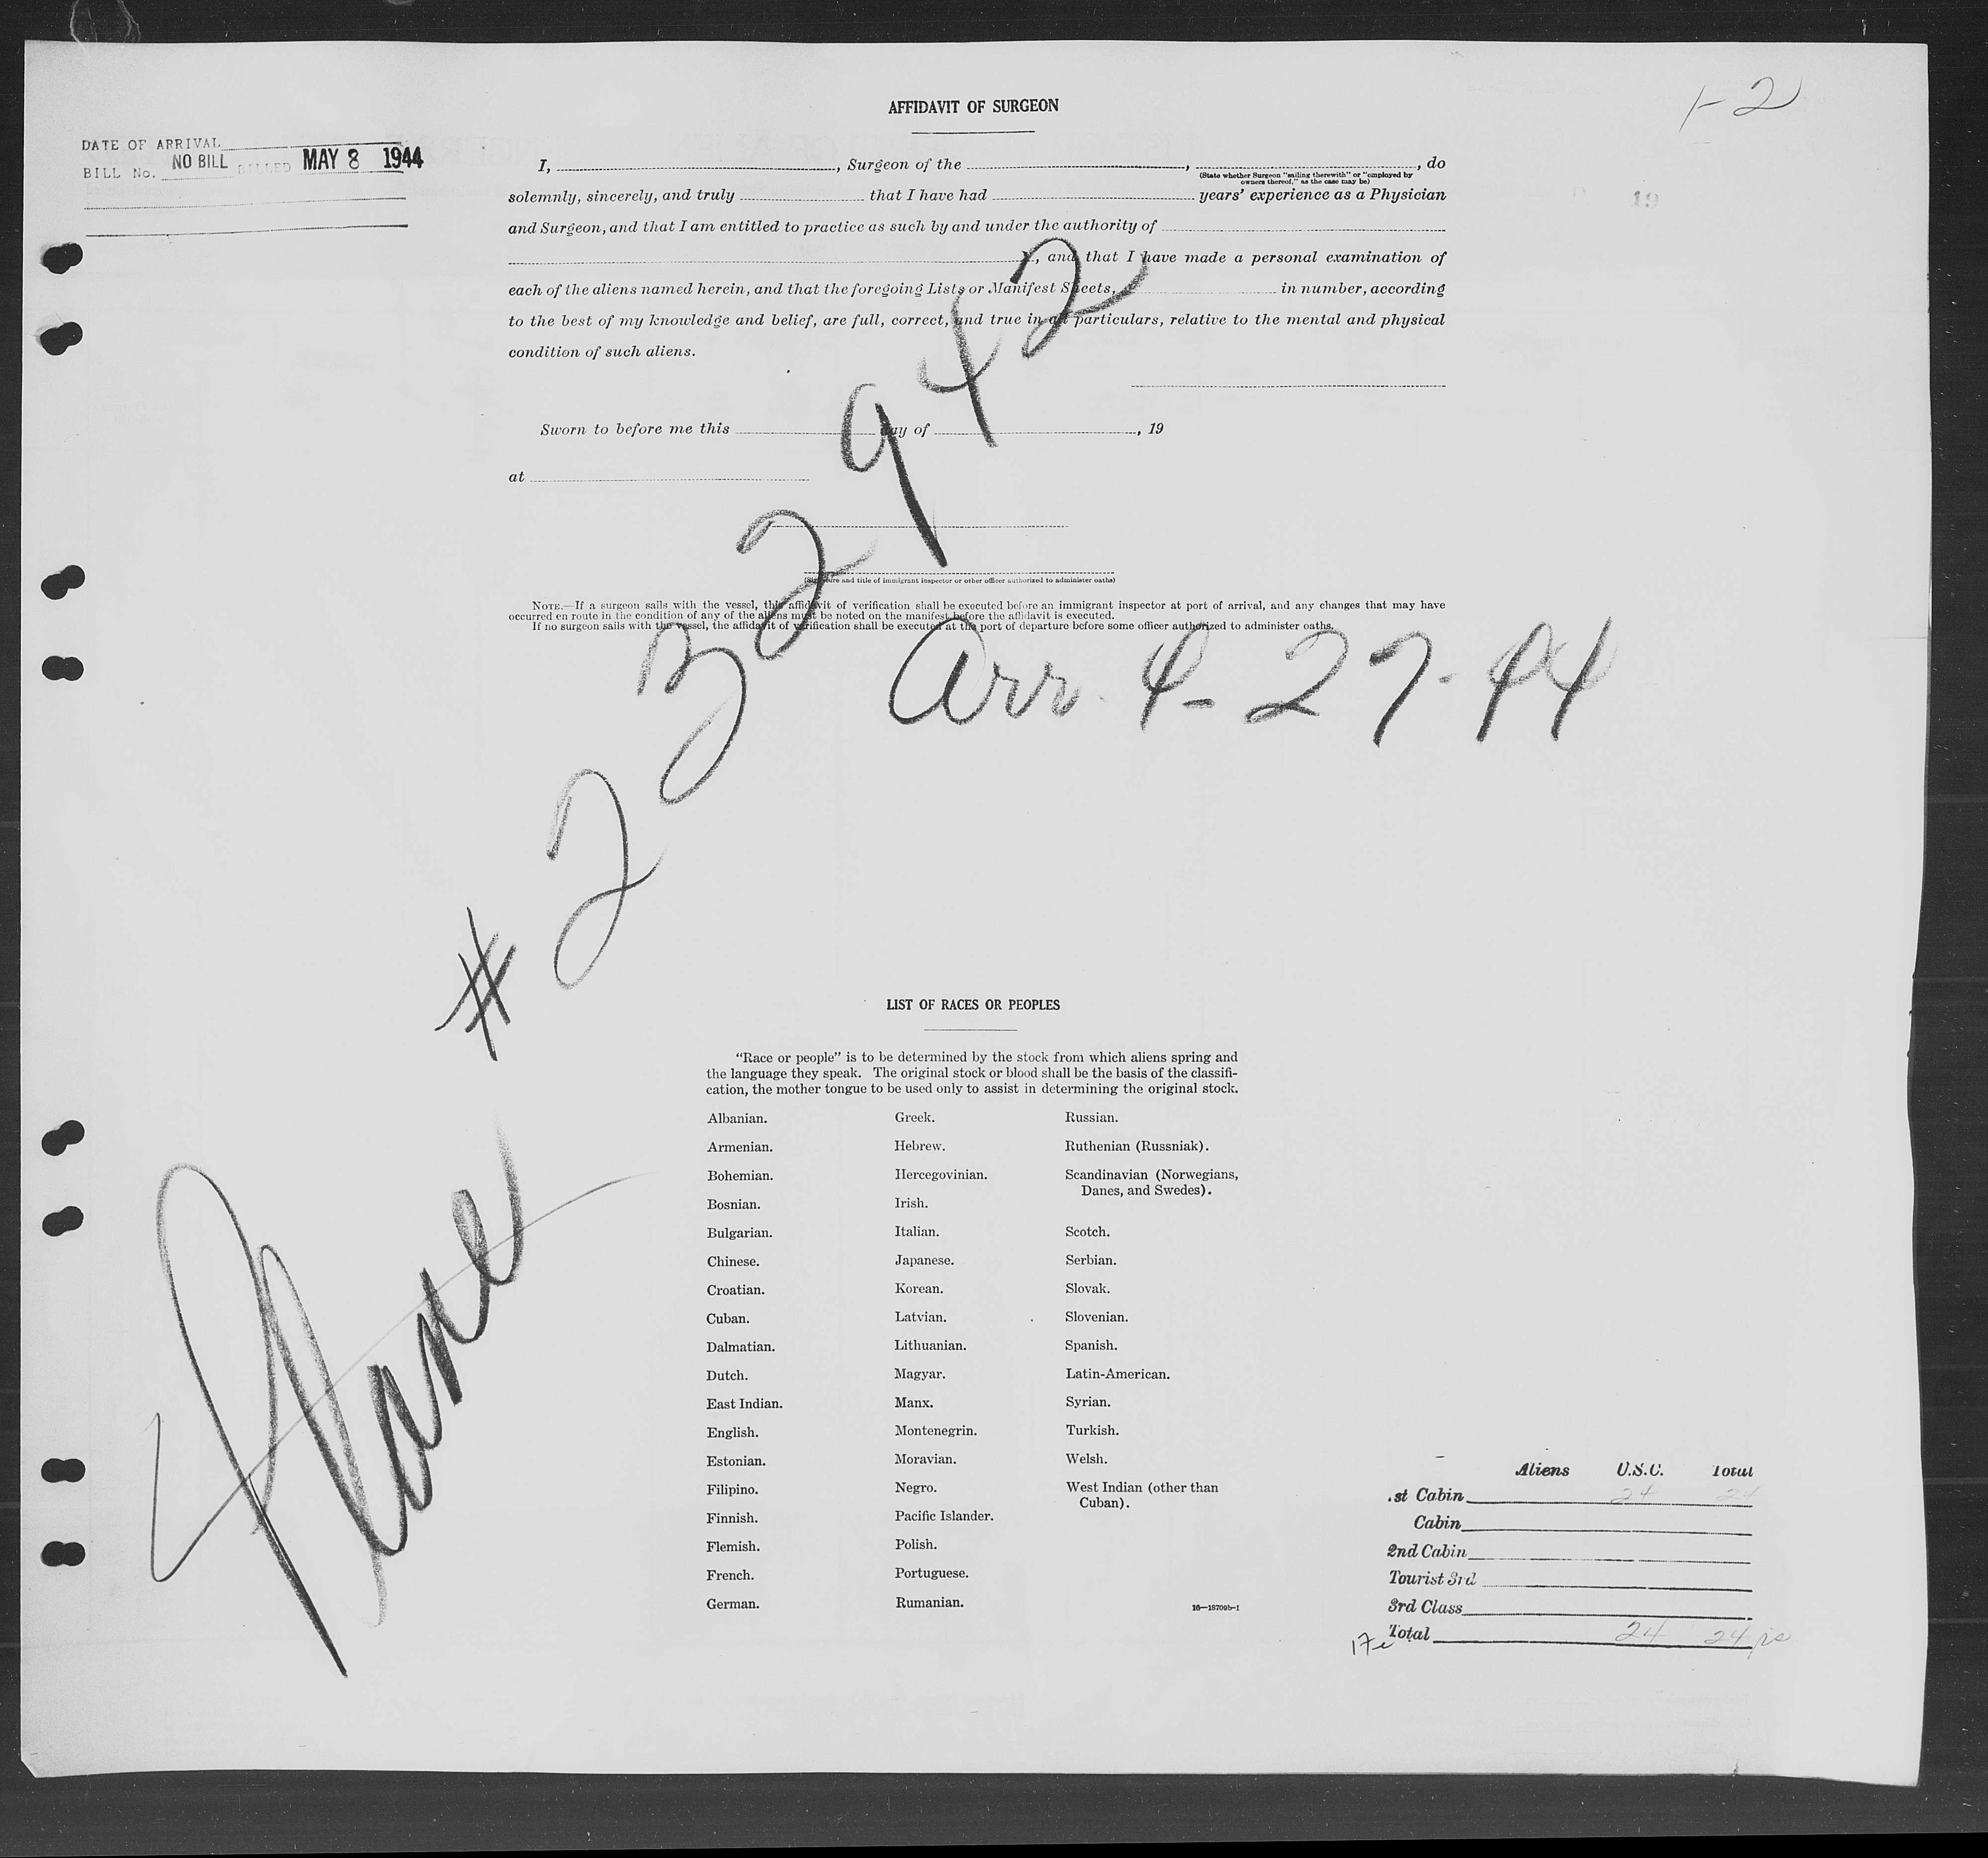 1-2
AFFIDAVIT OF SURGEON
DATE OF ARRIVAL
BILL No. NO BILL BILLED MAY 8 1944
I, , Surgeon of the , , do
(State whether Surgeon "sailing therewith" or "employed by
owners thereof," as the case may be)
solemnly, sincerely, and truly that I have had years' experience as a Physician
19
and Surgeon, and that I am entitled to practice as such by and under the authority of
, and that I have made a personal examination of
each of the aliens named herein, and that the foregoing Lists or Manifest Sheets, in number, according
to the best of my knowledge and belief, are full, correct, and true in all particulars, relative to the mental and physical
condition of such aliens.
Sworn to before me this day of , 19
at
(Signature and title of immigrant inspector or other officer authorized to administer oaths)
NOTE.—If a surgeon sails with the vessel, this affidavit of verification shall be executed before an immigrant inspector at port of arrival, and any changes that may have
occurred en route in the condition of any of the aliens must be noted on the manifest before the affidavit is executed.
If no surgeon sails with the vessel, the affidavit of verification shall be executed at the port of departure before some officer authorized to administer oaths.
Arr. 4-27-44
Plane # 232942
LIST OF RACES OR PEOPLES
"Race or people" is to be determined by the stock from which aliens spring and
the language they speak. The original stock or blood shall be the basis of the classifi-
cation, the mother tongue to be used only to assist in determining the original stock.
Albanian. Greek. Russian.
Armenian. Hebrew. Ruthenian (Russniak).
Bohemian. Hercegovinian. Scandinavian (Norwegians,
Danes, and Swedes).
Bosnian. Irish.
Bulgarian. Italian. Scotch.
Chinese. Japanese. Serbian.
Croatian. Korean. Slovak.
Cuban. Latvian. Slovenian.
Dalmatian. Lithuanian. Spanish.
Dutch. Magyar. Latin-American.
East Indian. Manx. Syrian.
English. Montenegrin. Turkish.
Estonian. Moravian. Welsh.
Filipino. Negro. West Indian (other than
Cuban).
Finnish. Pacific Islander.
Flemish. Polish.
French. Portuguese.
German. Rumanian.
16—18709b-1
Aliens U.S.C. Total
1st Cabin 24 24
Cabin
2nd Cabin
Tourist 3rd
3rd Class
Total 24 24